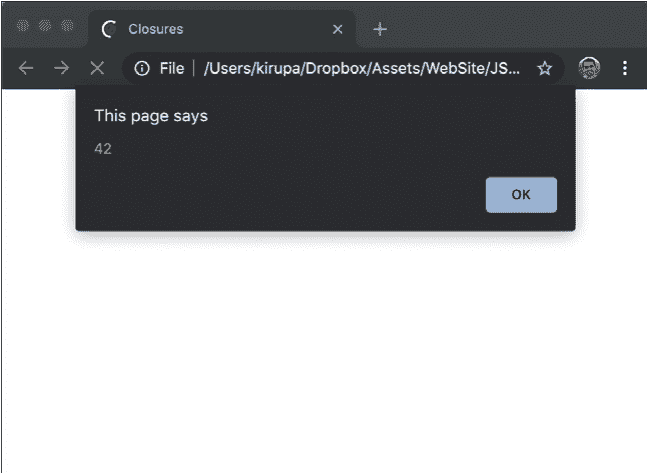 Closures
File | /Users/kirupa/Dropbox/Assets/WebSite/JS...
This page says
42
OK